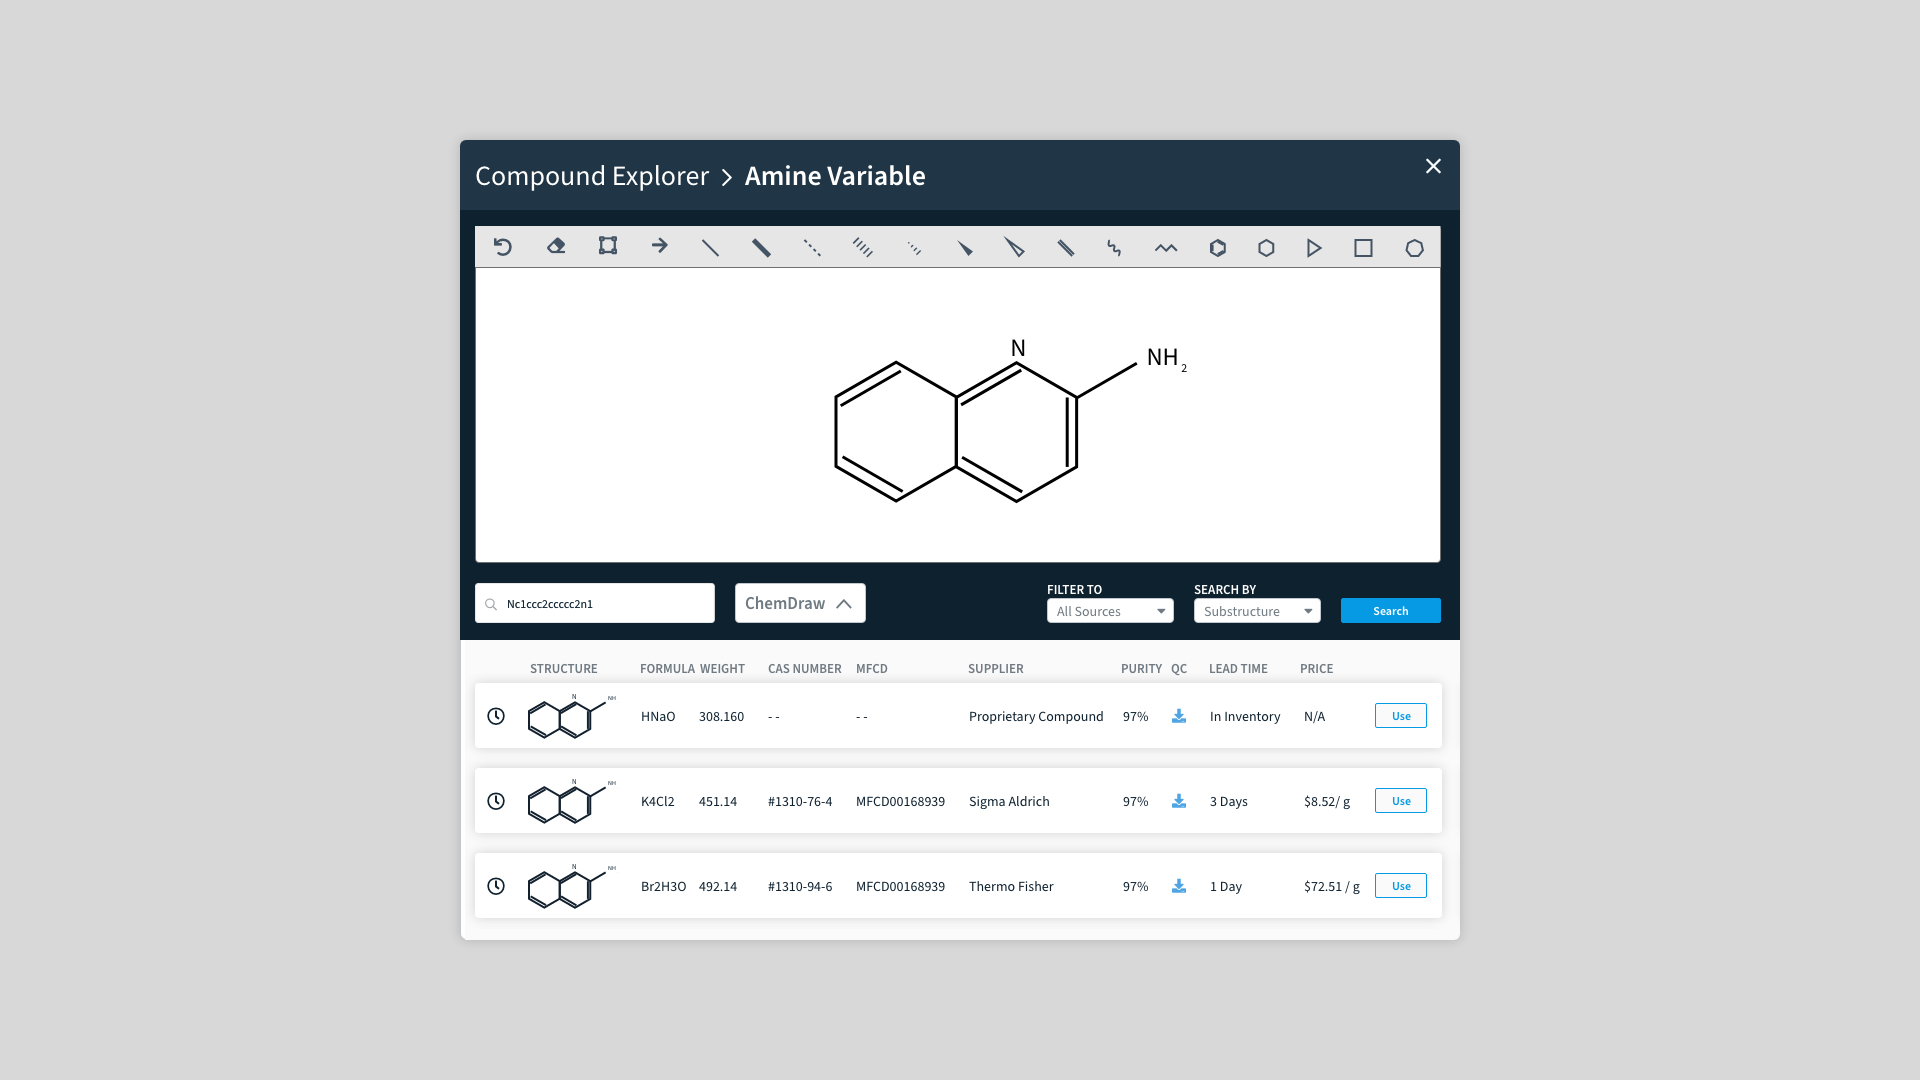 Compound Explorer > Amine Variable
N
NH2
Nc1ccc2ccccc2n1
ChemDraw
FILTER TO
All Sources
SEARCH BY
Substructure
Search
STRUCTURE FORMULA WEIGHT CAS NUMBER MFCD SUPPLIER PURITY QC LEAD TIME PRICE
N NH
HNaO 308.160 - - - - Proprietary Compound 97% In Inventory N/A Use
N NH
K4Cl2 451.14 #1310-76-4 MFCD00168939 Sigma Aldrich 97% 3 Days $8.52/ g Use
N NH
Br2H3O 492.14 #1310-94-6 MFCD00168939 Thermo Fisher 97% 1 Day $72.51 / g Use